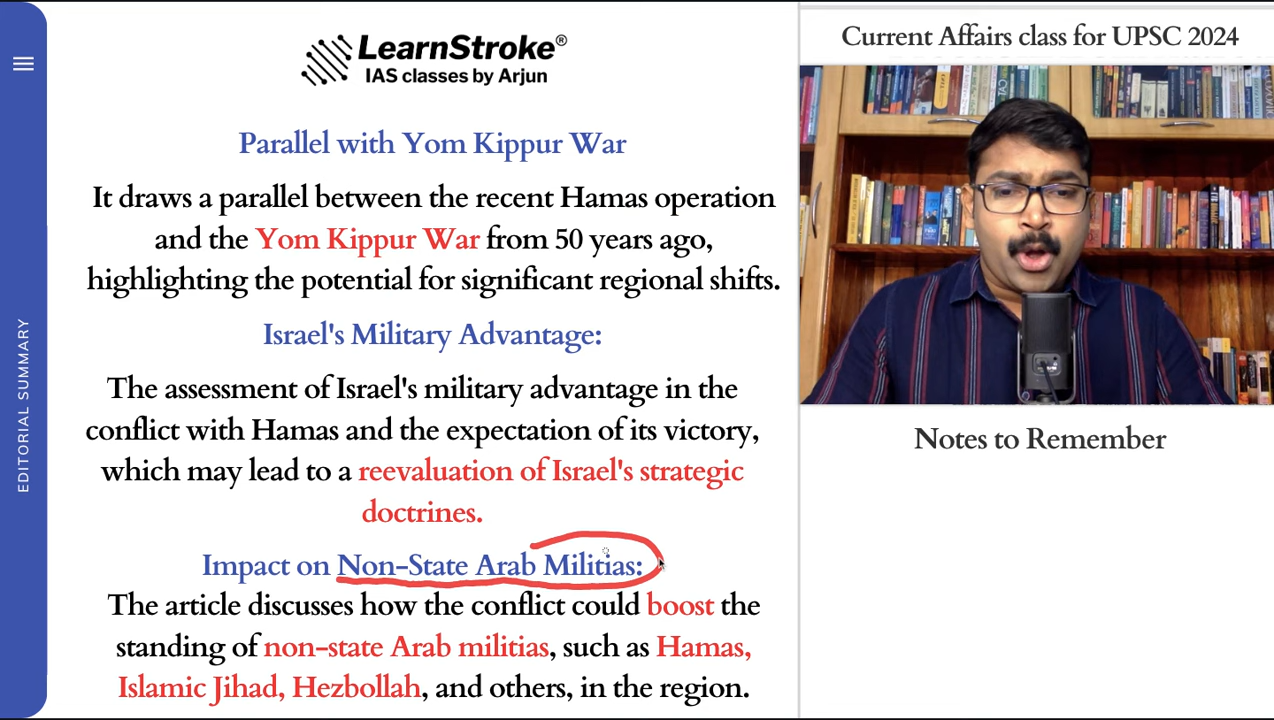 EDITORIAL SUMMARY
LearnStroke®
IAS classes by Arjun
Parallel with Yom Kippur War
It draws a parallel between the recent Hamas operation
and the Yom Kippur War from 50 years ago,
highlighting the potential for significant regional shifts.
Israel's Military Advantage:
The assessment of Israel's military advantage in the
conflict with Hamas and the expectation of its victory,
which may lead to a reevaluation of Israel's strategic
doctrines.
Impact on Non-State Arab Militias:
The article discusses how the conflict could boost the
standing of non-state Arab militias, such as Hamas,
Islamic Jihad, Hezbollah, and others, in the region.
Current Affairs class for UPSC 2024
Notes to Remember